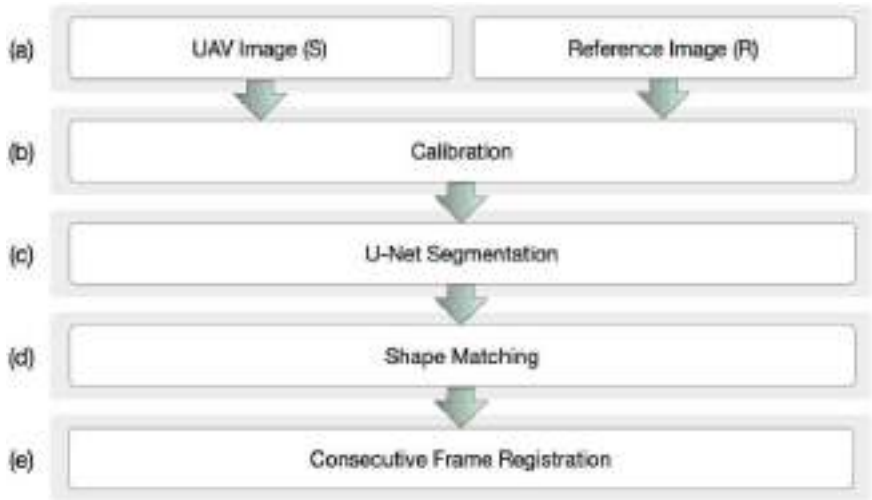 (a) UAV Image (S) Reference Image (R)
(b) Calibration
(c) U-Net Segmentation
(d) Shape Matching
(e) Consecutive Frame Registration